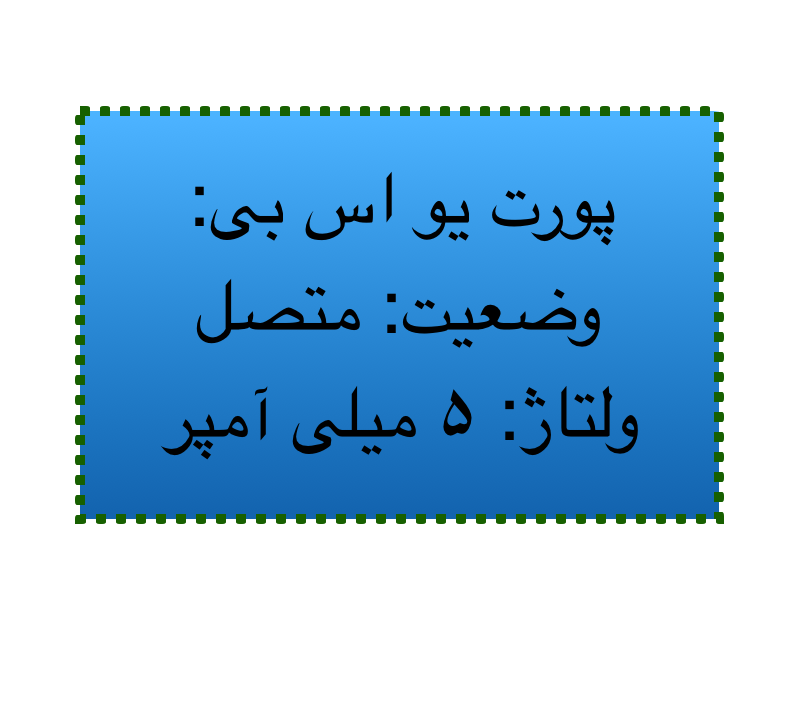 پورت یو اس بی:
وضعیت: متصل
ولتاژ: ۵ میلی آمپر